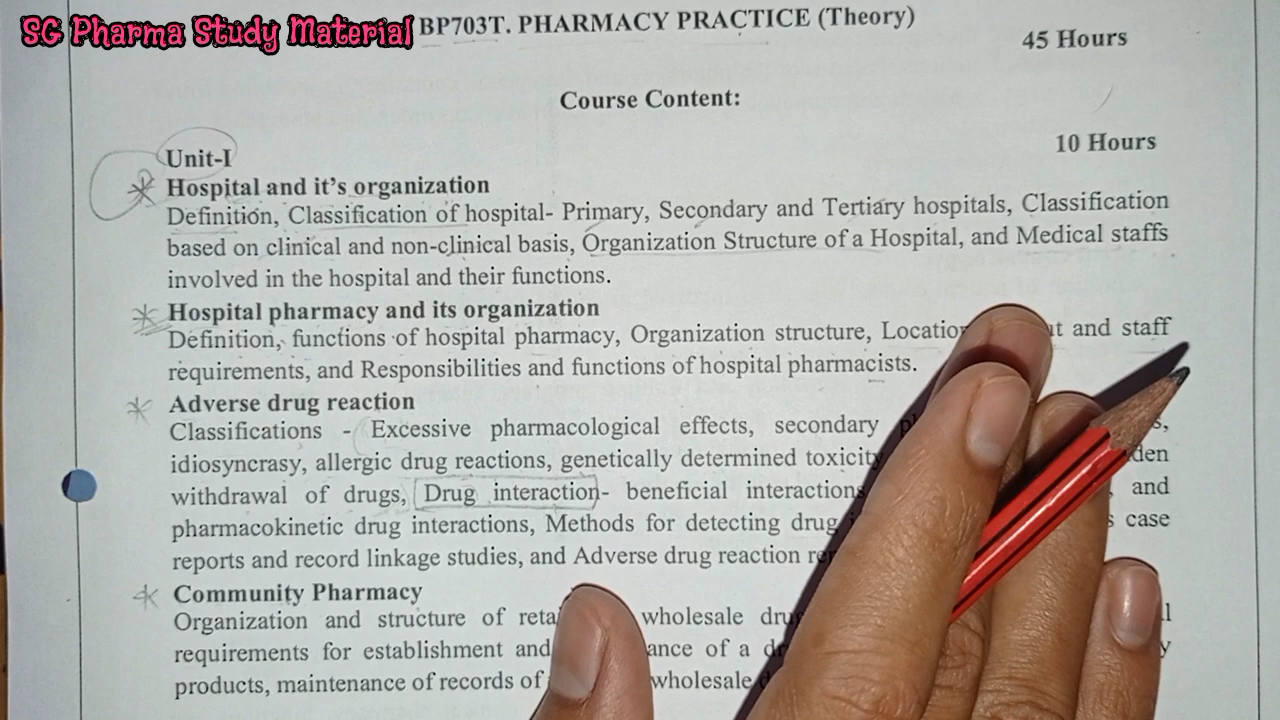 SG Pharma Study Material
BP703T. PHARMACY PRACTICE (Theory)
45 Hours
Course Content:
10 Hours
Unit-I
Hospital and it's organization
Definition, Classification of hospital- Primary, Secondary and Tertiary hospitals, Classification
based on clinical and non-clinical basis, Organization Structure of a Hospital, and Medical staffs
involved in the hospital and their functions.
Hospital pharmacy and its organization
Definition, functions of hospital pharmacy, Organization structure, and staff
requirements, and Responsibilities and functions of hospital pharmacists.
Adverse drug reaction
Classifications - Excessive pharmacological effects, secondary
idiosyncrasy, allergic drug reactions, genetically determined toxicity
withdrawal of drugs, Drug interaction- beneficial interactions and
pharmacokinetic drug interactions, Methods for detecting drug case
reports and record linkage studies, and Adverse drug reaction
Community Pharmacy
Organization and structure of wholesale
requirements for establishment and of a
products, maintenance of records of wholesale